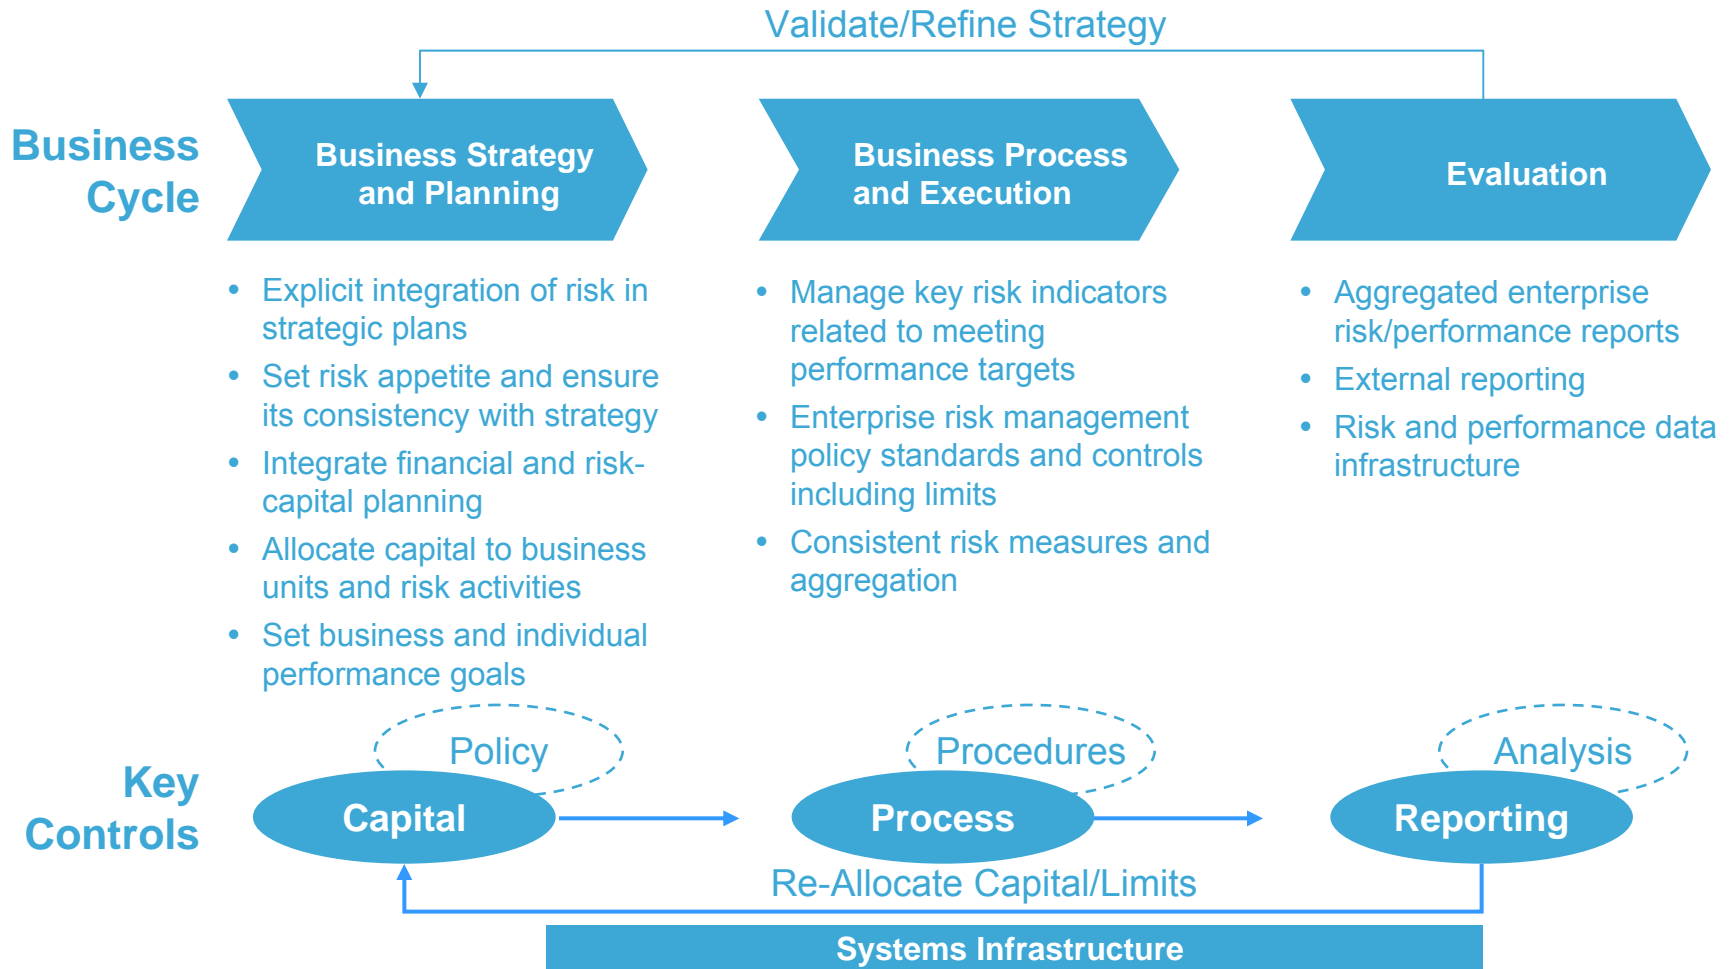 Validate/Refine Strategy
Business
Cycle
Business Strategy
and Planning
Business Process
and Execution
Evaluation
• Explicit integration of risk in
strategic plans
• Set risk appetite and ensure
its consistency with strategy
• Integrate financial and risk-
capital planning
• Allocate capital to business
units and risk activities
• Set business and individual
performance goals
• Manage key risk indicators
related to meeting
performance targets
• Enterprise risk management
policy standards and controls
including limits
• Consistent risk measures and
aggregation
• Aggregated enterprise
risk/performance reports
• External reporting
• Risk and performance data
infrastructure
Key
Controls
Policy
Capital
Procedures
Process
Analysis
Reporting
Re-Allocate Capital/Limits
Systems Infrastructure